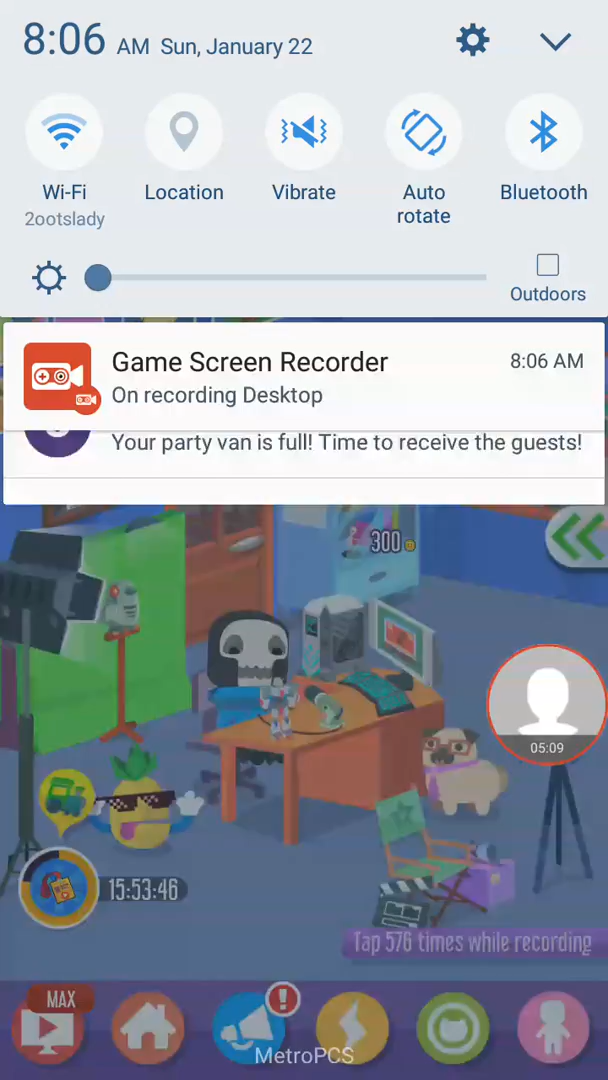 8:06 AM Sun, January 22
Wi-Fi
2ootslady
Location
Vibrate
Auto
rotate
Bluetooth
Outdoors
Game Screen Recorder
8:06 AM
On recording Desktop
Your party van is full! Time to receive the guests!
300
05:09
15:53:46
Tap 576 times while recording
MAX
MetroPCS